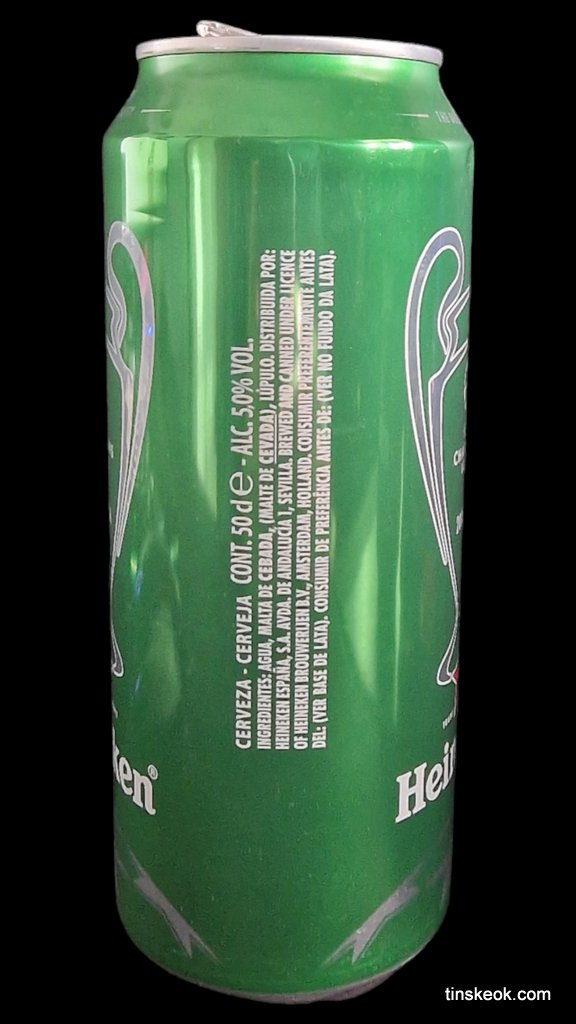 CERVEZA - CERVEJA CONT. 50 cl e - ALC. 5,0% VOL.
INGREDIENTES: AGUA, MALTA DE CEBADA, (MALTE DE CEVADA), LÚPULO. DISTRIBUIDA POR:
HEINEKEN ESPAÑA, S.A. AVDA. DE ANDALUCÍA 1, SEVILLA. BREWED AND CANNED UNDER LICENCE
OF HEINEKEN BROUWERIJEN B.V., AMSTERDAM, HOLLAND. CONSUMIR PREFERENTEMENTE ANTES
DEL: (VER BASE DE LATA). CONSUMIR DE PREFERÊNCIA ANTES DE: (VER NO FUNDO DA LATA).
ken®
Hei
tinskeok.com